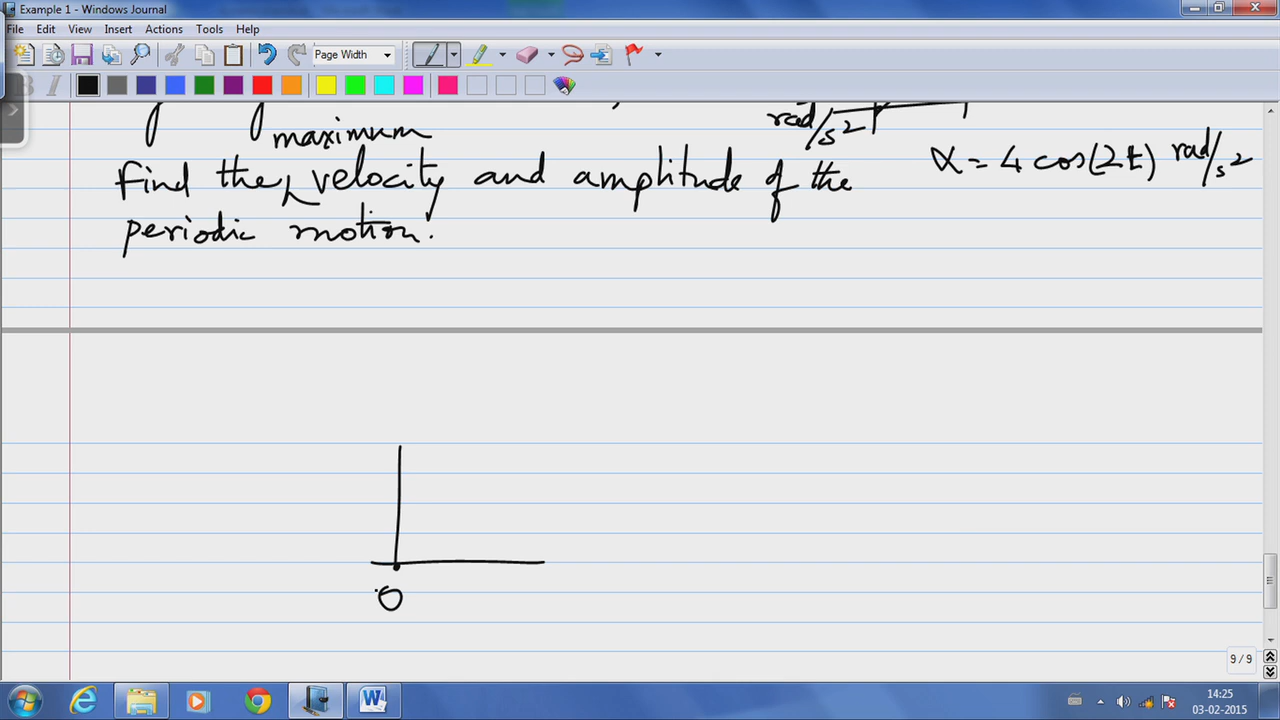 Example 1 - Windows Journal
File Edit View Insert Actions Tools Help
Page Width
B I
rad/s2
maximum
α = 4 cos(2t) rad/s2
Find the velocity and amplitude of the
periodic motion.
O
9 / 9
14:25
03-02-2015